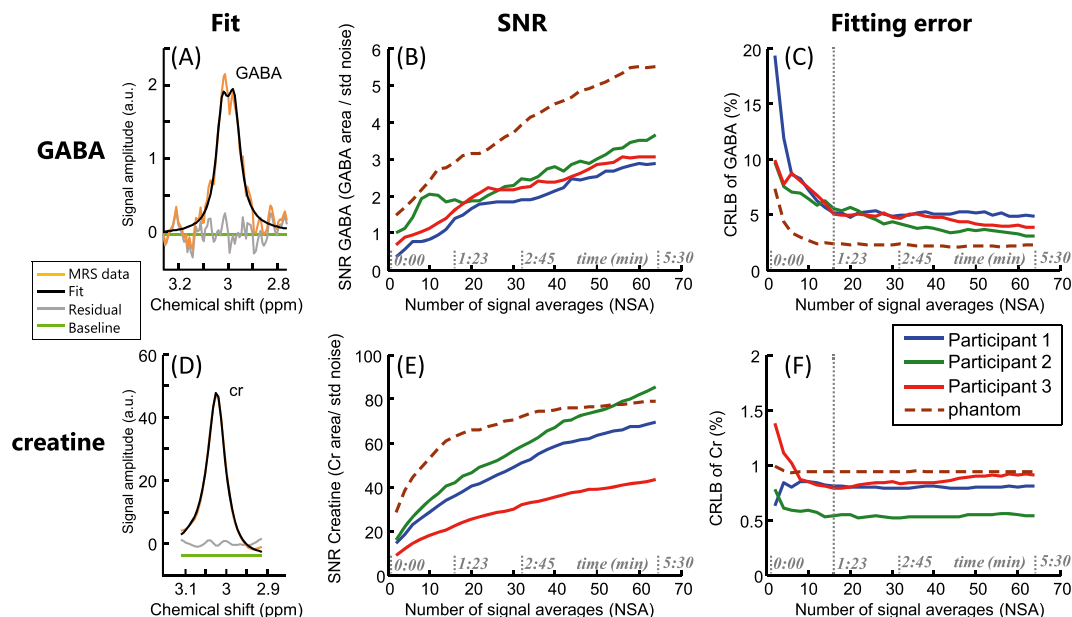 Fit
SNR
Fitting error
GABA
creatine
(A)
GABA
Signal amplitude (a.u.)
2
1
0
3.2
3
2.8
Chemical shift (ppm)
MRS data
Fit
Residual
Baseline
(B)
SNR GABA (GABA area/ std noise)
6
5
4
3
2
1
0
0:00
1:23
2:45
time (min)
5:30
0
10
20
30
40
50
60
70
Number of signal averages (NSA)
(C)
CRLB of GABA (%)
20
15
10
5
0
0:00
1:23
2:45
time (min)
5:30
0
10
20
30
40
50
60
70
Number of signal averages (NSA)
(D)
cr
Signal amplitude (a.u.)
60
40
20
0
3.1
3
2.9
Chemical shift (ppm)
(E)
SNR Creatine (Cr area/ std noise)
100
80
60
40
20
0
0:00
1:23
2:45
time (min)
5:30
0
10
20
30
40
50
60
70
Number of signal averages (NSA)
Participant 1
Participant 2
Participant 3
phantom
(F)
CRLB of Cr (%)
2
1.5
1
0.5
0
0:00
1:23
2:45
time (min)
5:30
0
10
20
30
40
50
60
70
Number of signal averages (NSA)